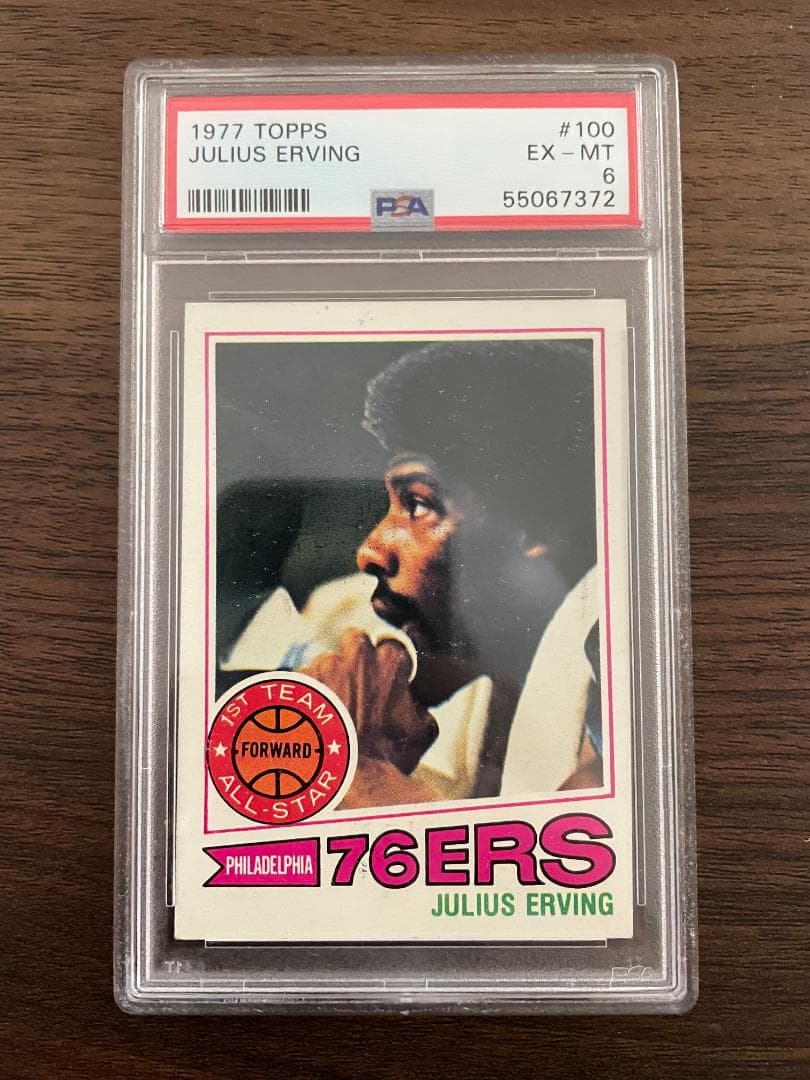 1977 TOPPS #100
JULIUS ERVING EX - MT
6
PSA 55067372
1ST TEAM
FORWARD
ALL-STAR
PHILADELPHIA 76ERS
JULIUS ERVING